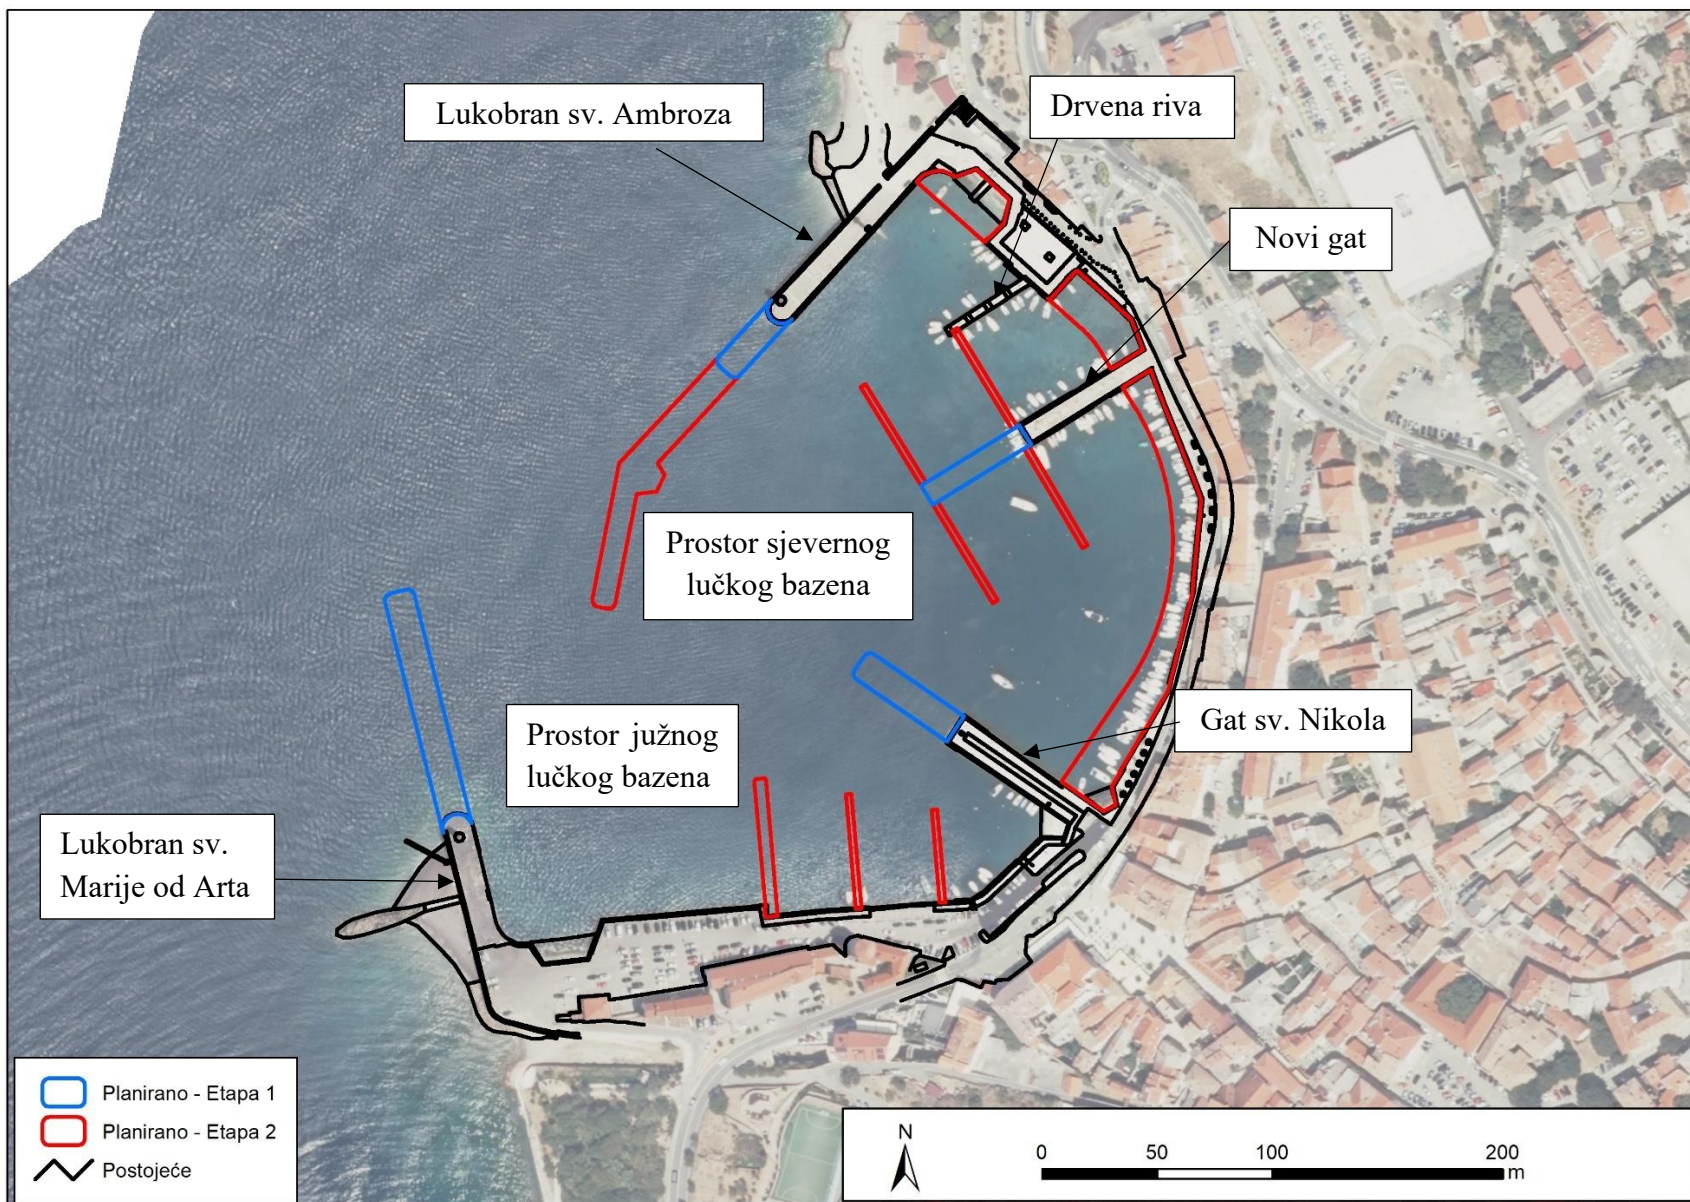 Lukobran sv. Ambroza
Drvena riva
Novi gat
Prostor sjevernog
lučkog bazena
Gat sv. Nikola
Prostor južnog
lučkog bazena
Lukobran sv.
Marije od Arta
Planirano - Etapa 1
Planirano - Etapa 2
Postojeće
N
0 50 100 200
m